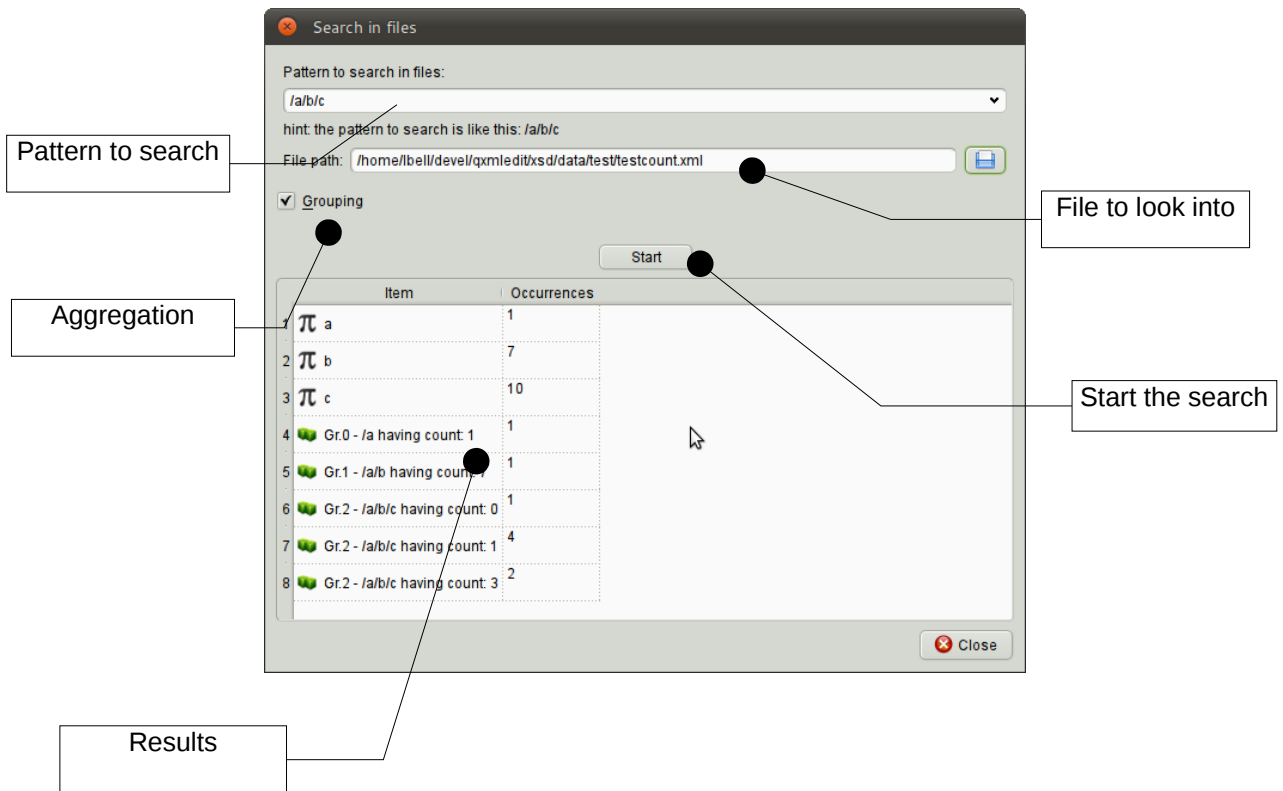 Search in files
Pattern to search in files:
/a/b/c
hint: the pattern to search is like this: /a/b/c
Pattern to search
File path: /home/lbell/devel/qxmledit/xsd/data/test/testcount.xml
Grouping
File to look into
Start
Item Occurrences
Aggregation
1 a 1
2 b 7
3 c 10
Start the search
4 Gr.0 - /a having count: 1 1
5 Gr.1 - /a/b having count: 7 1
6 Gr.2 - /a/b/c having count: 0 1
7 Gr.2 - /a/b/c having count: 1 4
8 Gr.2 - /a/b/c having count: 3 2
Close
Results